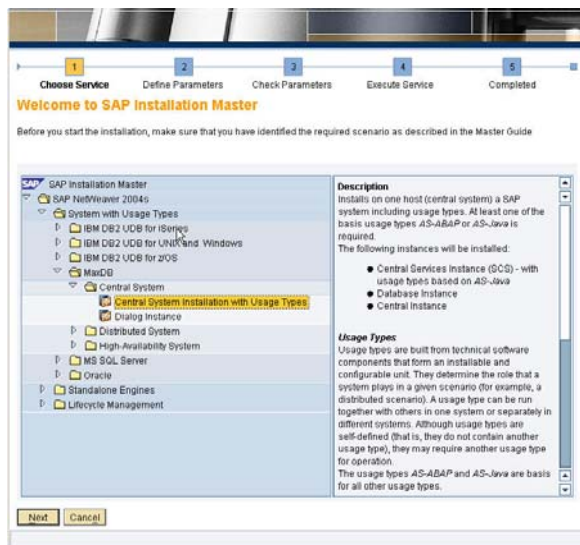 1 2 3 4 5
Choose Service Define Parameters Check Parameters Execute Service Completed
Welcome to SAP Installation Master
Before you start the installation, make sure that you have identified the required scenario as described in the Master Guide
SAP SAP Installation Master
SAP NetWeaver 2004s
System with Usage Types
IBM DB2 UDB for iSeries
IBM DB2 UDB for UNIX and Windows
IBM DB2 UDB for z/OS
MaxDB
Central System
Central System Installation with Usage Types
Dialog Instance
Distributed System
High-Availability System
MS SQL Server
Oracle
Standalone Engines
Lifecycle Management
Description
Installs on one host (central system) a SAP
system including usage types. At least one of the
basis usage types AS-ABAP or AS-Java is
required.
The following instances will be installed:
● Central Services Instance (SCS) - with
usage types based on AS-Java
● Database Instance
● Central Instance
Usage Types
Usage types are built from technical software
components that form an installable and
configurable unit. They determine the role that a
system plays in a given scenario (for example, a
distributed scenario). A usage type can be run
together with others in one system or separately in
different systems. Although usage types are
self-defined (that is, they do not contain another
usage type), they may require another usage type
for operation.
The usage types AS-ABAP and AS-Java are basis
for all other usage types.
Next Cancel